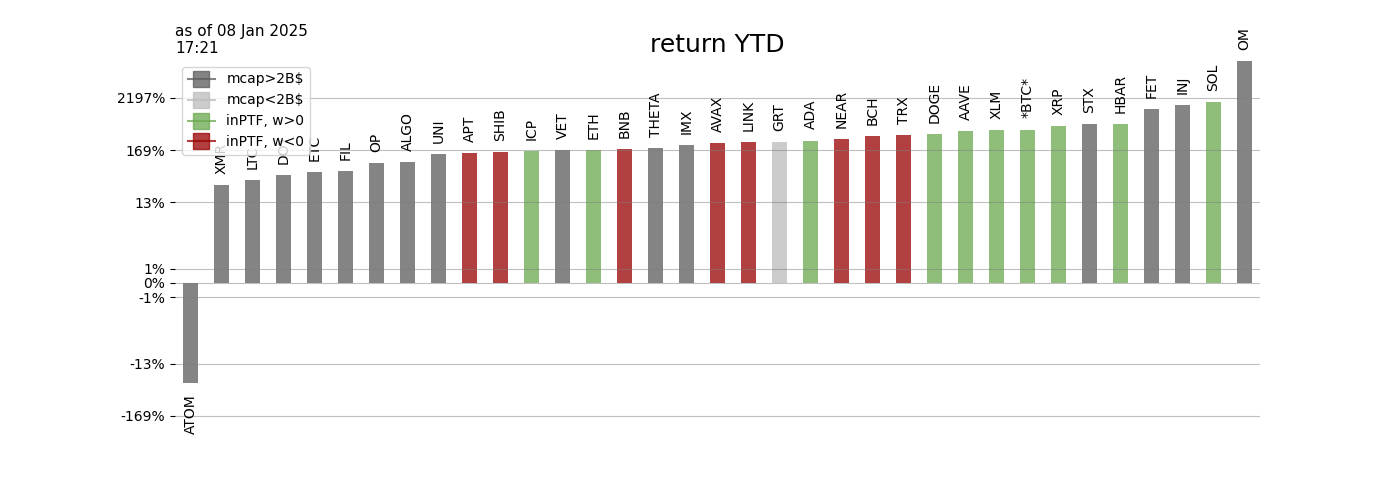 as of 08 Jan 2025
17:21
return YTD
mcap>2B$
mcap<2B$
inPTF, w>0
inPTF, w<0
2197%
169%
13%
1%
0%
-1%
-13%
-169%
ATOM
XMR
LTC
DOT
ETC
FIL
OP
ALGO
UNI
APT
SHIB
ICP
VET
ETH
BNB
THETA
IMX
AVAX
LINK
GRT
ADA
NEAR
BCH
TRX
DOGE
AAVE
XLM
*BTC*
XRP
STX
HBAR
FET
INJ
SOL
OM